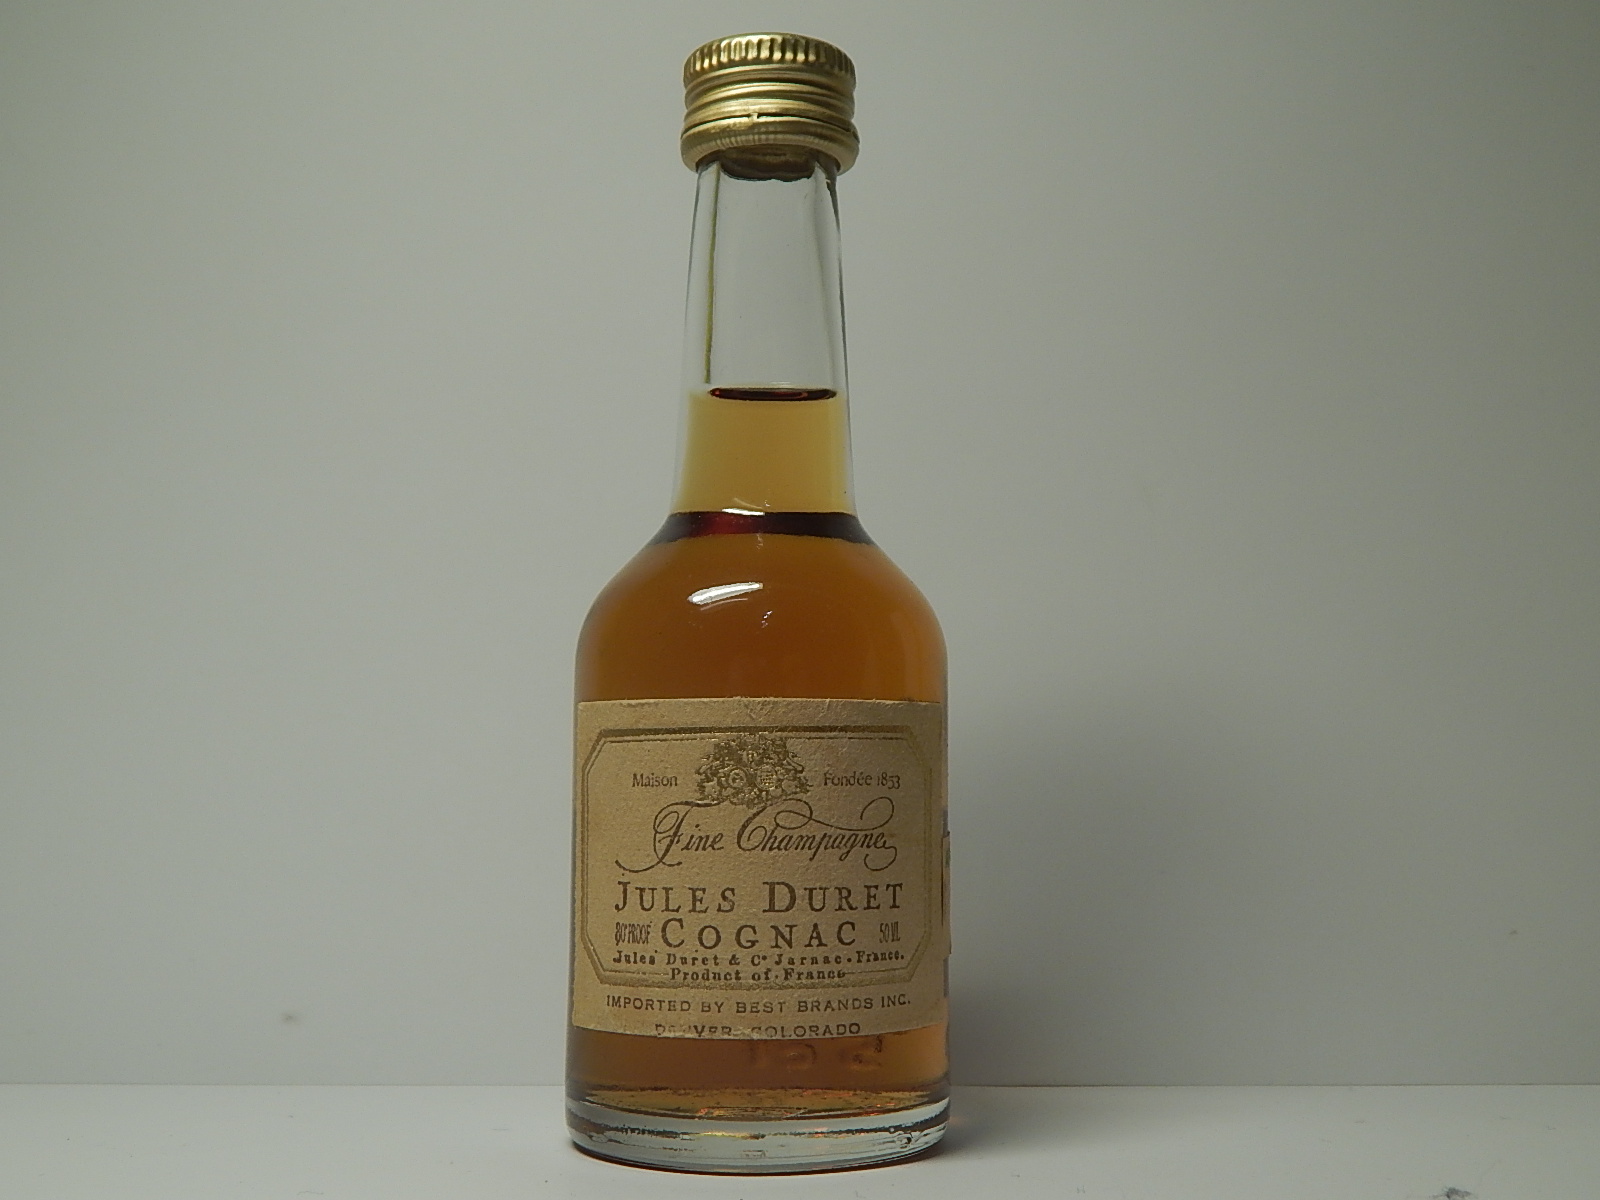 Maison Fondée 1853
Fine Champagne
JULES DURET
80° PROOF COGNAC 50 ML
Jules Duret & Co Jarnac - France.
Product of France
IMPORTED BY BEST BRANDS INC.
DENVER COLORADO